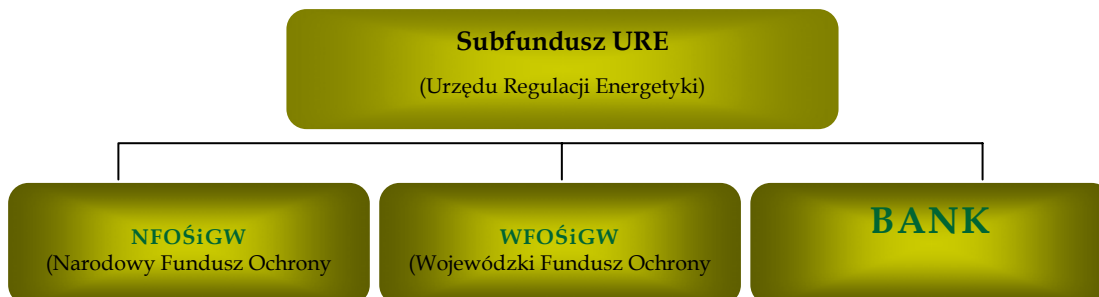 Subfundusz URE
(Urzędu Regulacji Energetyki)
NFOŚiGW
(Narodowy Fundusz Ochrony
WFOŚiGW
(Wojewódzki Fundusz Ochrony
BANK